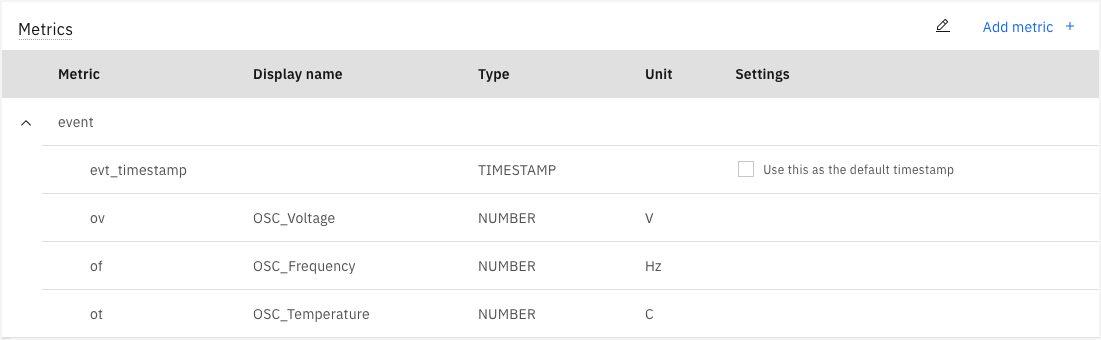 Metrics
Add metric +
Metric Display name Type Unit Settings
event
evt_timestamp TIMESTAMP Use this as the default timestamp
ov OSC_Voltage NUMBER V
of OSC_Frequency NUMBER Hz
ot OSC_Temperature NUMBER C